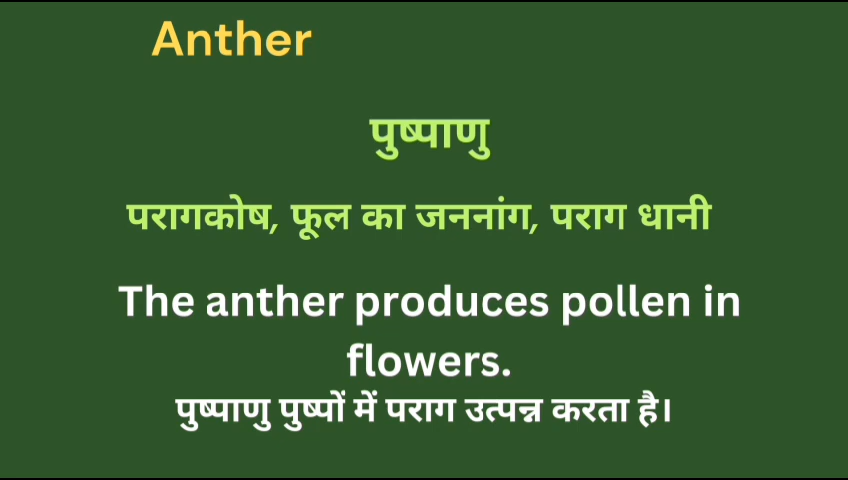 Anther
पुष्पाणु
परागकोष, फूल का जननांग, पराग धानी
The anther produces pollen in
flowers.
पुष्पाणु पुष्पों में पराग उत्पन्न करता है।